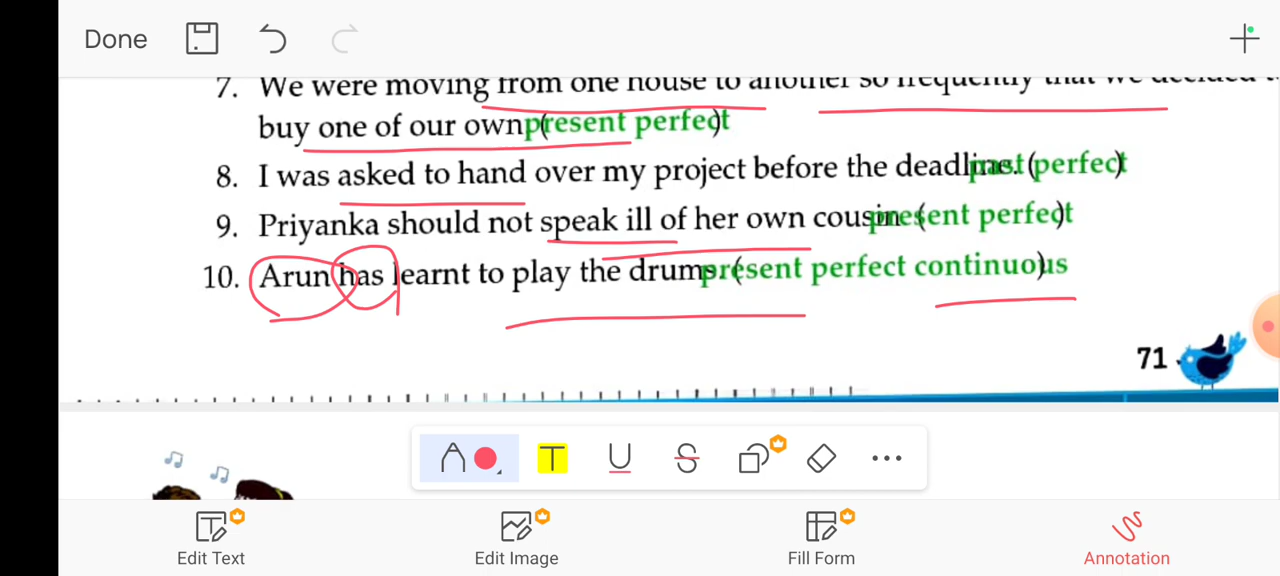 Done
7. We were moving from one house to another so frequently that we decided
buy one of our own (present perfect)
8. I was asked to hand over my project before the deadline. (past perfect)
9. Priyanka should not speak ill of her own cousin (present perfect)
10. Arun has learnt to play the drums (present perfect continuous)
71
T
U
S
Edit Text
Edit Image
Fill Form
Annotation